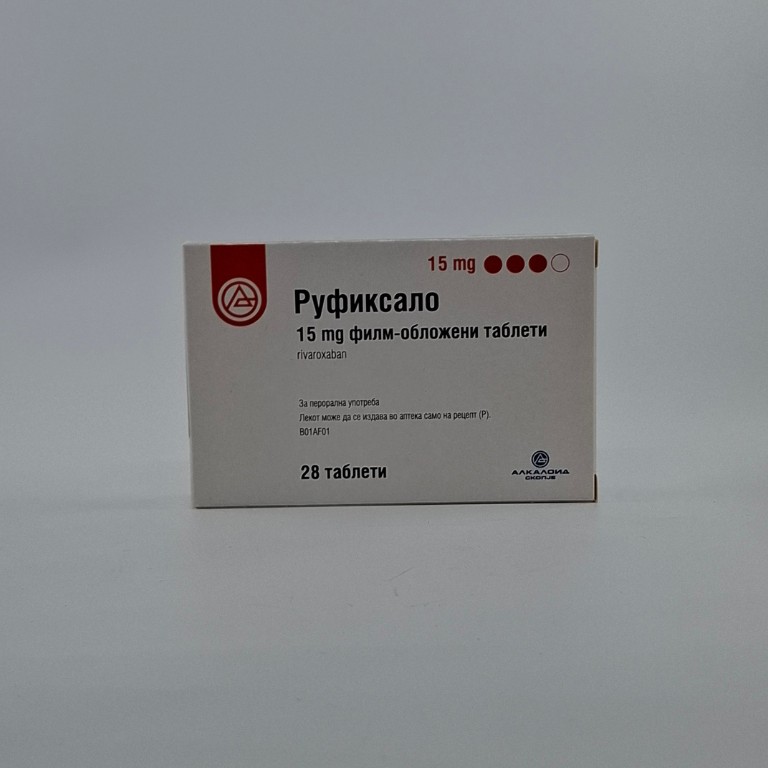 15 mg
Руфиксало
15 mg филм-обложени таблети
rivaroxaban
За перорална употреба
Лекот може да се издава во аптека само на рецепт (Р).
B01AF01
28 таблети
АЛКАЛОИД
СКОПЈЕ